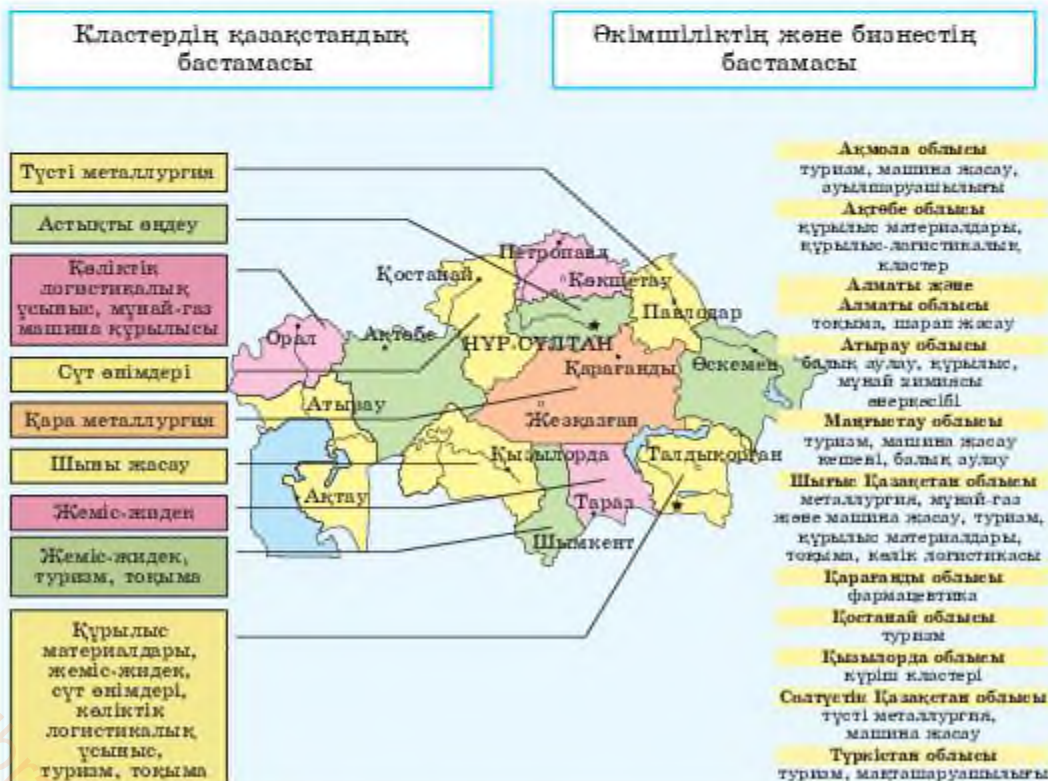 Кластердің қазақстандық
бастамасы
Әкімшіліктің және бизнестің
бастамасы
Түсті металлургия
Астықты өңдеу
Көліктің
логистикалық
ұсыныс, мұнай-газ
машина құрылысы
Сүт өнімдері
Қара металлургия
Шыны жасау
Жеміс-жидек
Жеміс-жидек,
туризм, тоқыма
Құрылыс
материалдары,
жеміс-жидек,
сүт өнімдері,
көліктік
логистикалық
ұсыныс,
туризм, тоқыма
Петропавл
Қостанай
Көкшетау
Павлодар
Орал
Ақтөбе
НҰР-СҰЛТАН
Қарағанды
Өскемен
Атырау
Жезқазған
Қызылорда
Талдықорған
Ақтау
Тараз
Шымкент
Ақмола облысы
туризм, машина жасау,
ауылшаруашылығы
Ақтөбе облысы
құрылыс материалдары,
құрылыс-логистикалық
кластер
Алматы және
Алматы облысы
тоқыма, шарап жасау
Атырау облысы
балық аулау, құрылыс,
мұнай химиясы
өнеркәсібі
Маңғыстау облысы
туризм, машина жасау
кешені, балық аулау
Шығыс Қазақстан облысы
металлургия, мұнай-газ
және машина жасау, туризм,
құрылыс материалдары,
тоқыма, көлік логистикасы
Қарағанды облысы
фармацевтика
Қостанай облысы
туризм
Қызылорда облысы
күріш кластері
Солтүстік Қазақстан облысы
түсті металлургия,
машина жасау
Түркістан облысы
туризм, мақташаруашылығы